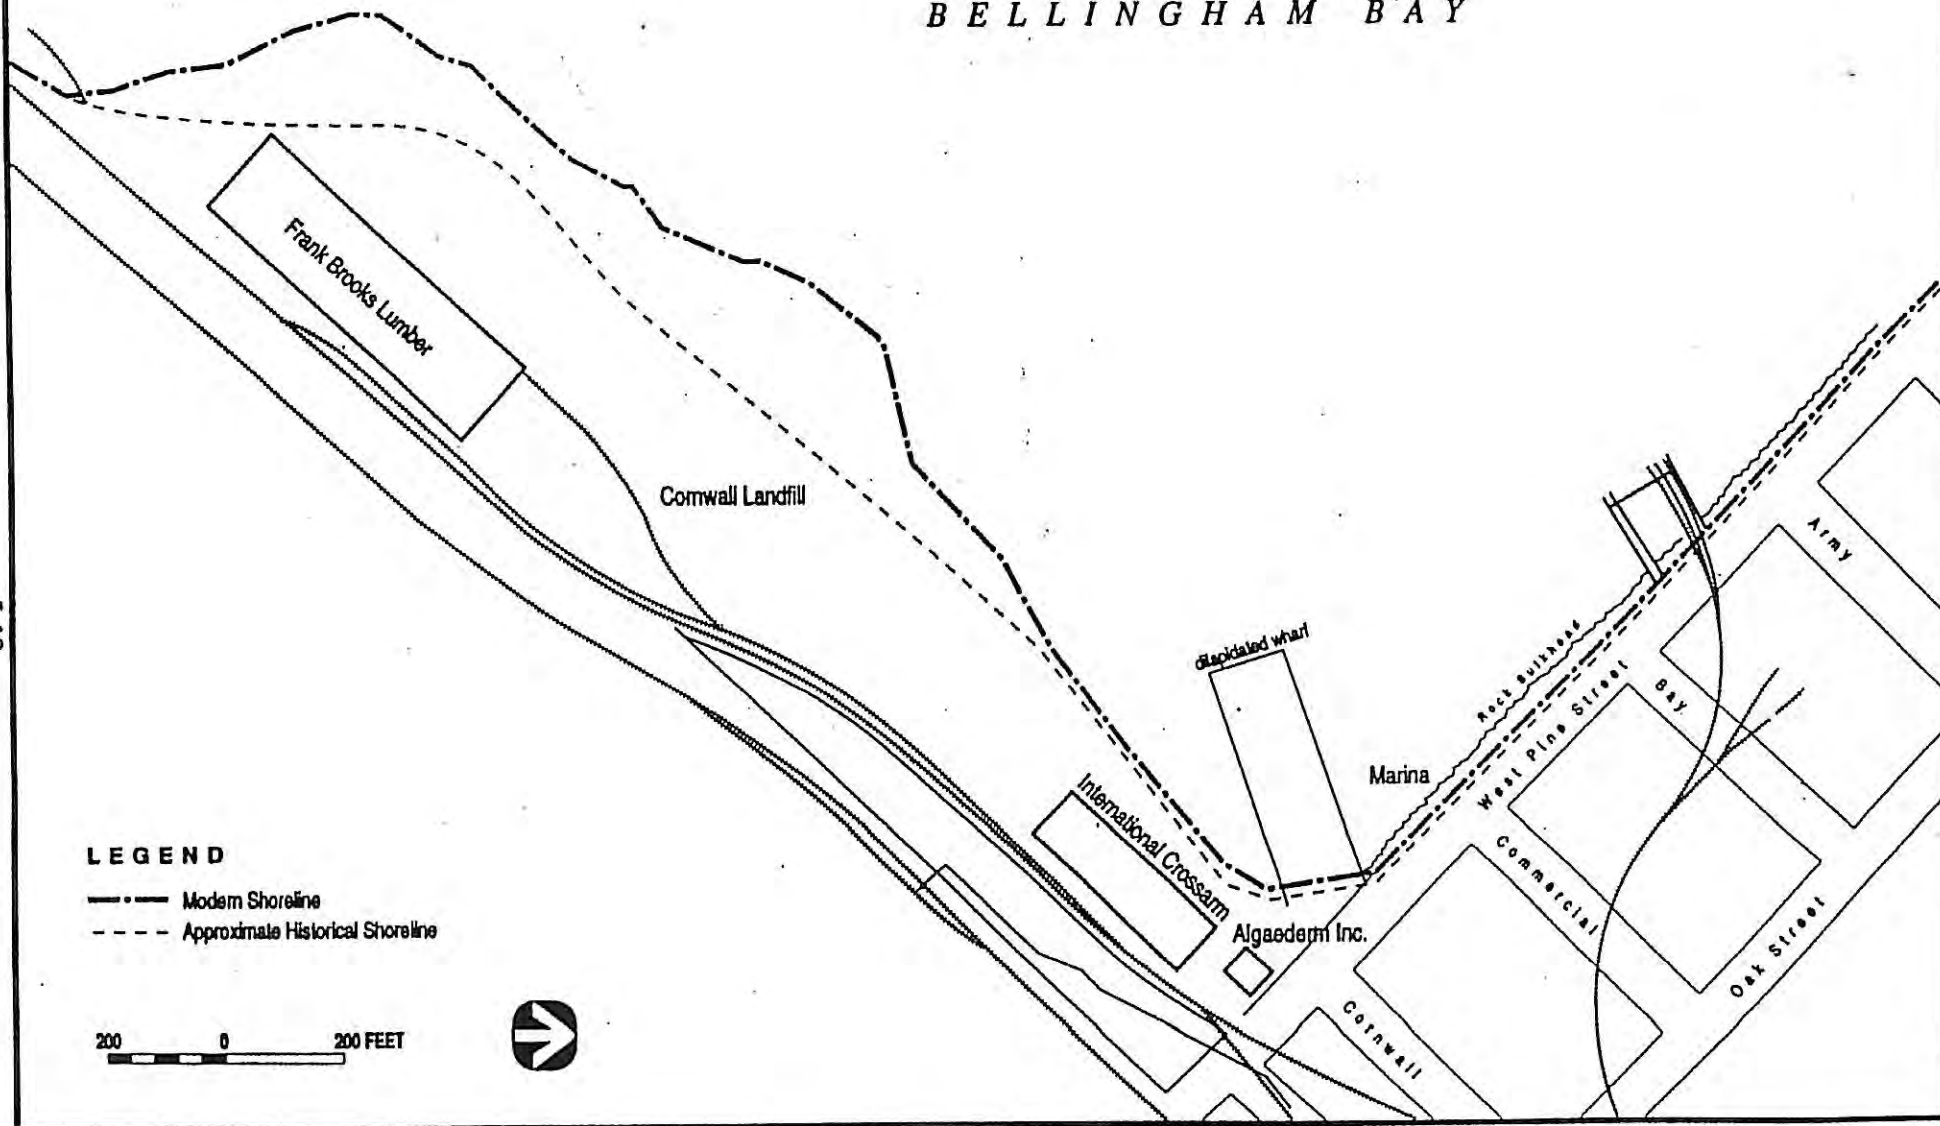 BELLINGHAM BAY
Frank Brooks Lumber
Cornwall Landfill
dilapidated wharf
Rock Bulkhead
Army
West Pine Street
Bay
Marina
International Crossarm
Commercial
Algaederm Inc.
Oak Street
Cornwall
LEGEND
Modern Shoreline
Approximate Historical Shoreline
200 0 200 FEET